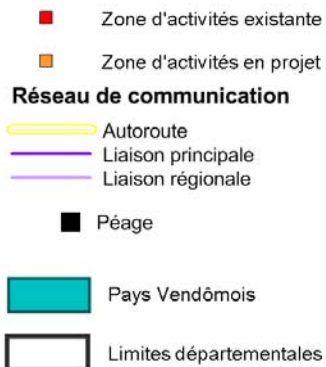 Zone d'activités existante
Zone d'activités en projet
Réseau de communication
Autoroute
Liaison principale
Liaison régionale
Péage
Pays Vendômois
Limites départementales